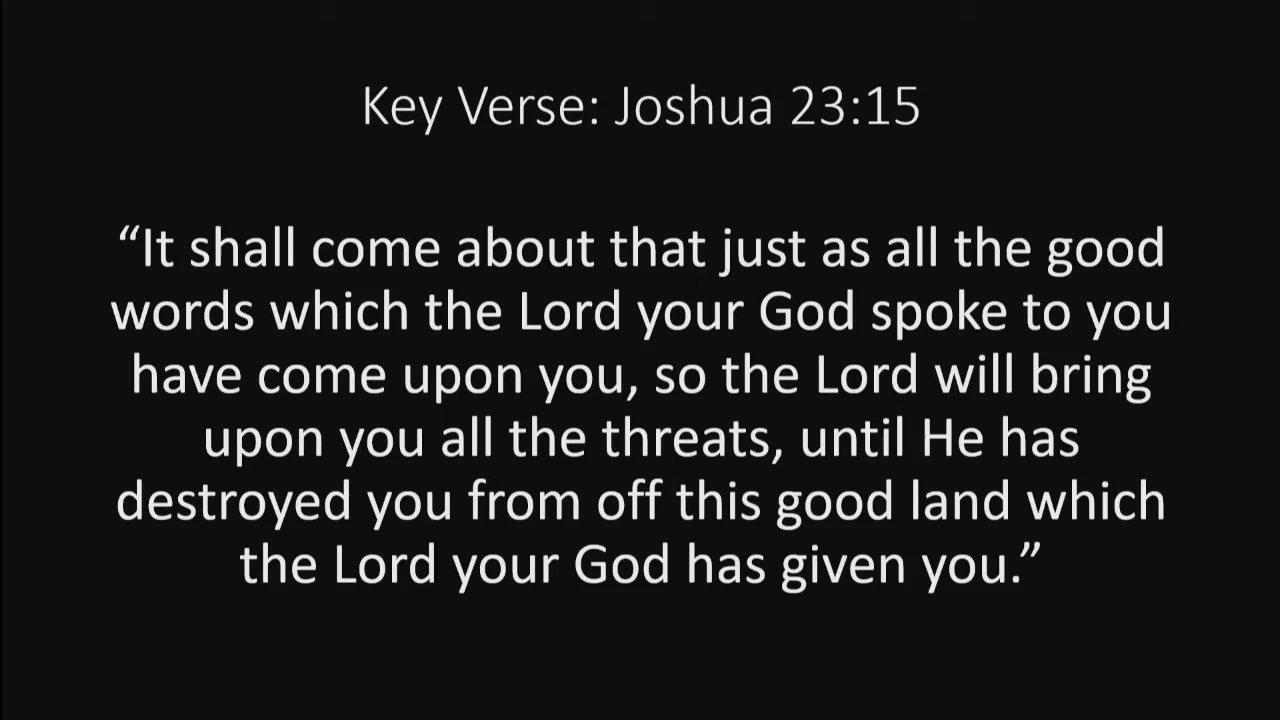 Key Verse: Joshua 23:15
“It shall come about that just as all the good
words which the Lord your God spoke to you
have come upon you, so the Lord will bring
upon you all the threats, until He has
destroyed you from off this good land which
the Lord your God has given you.”